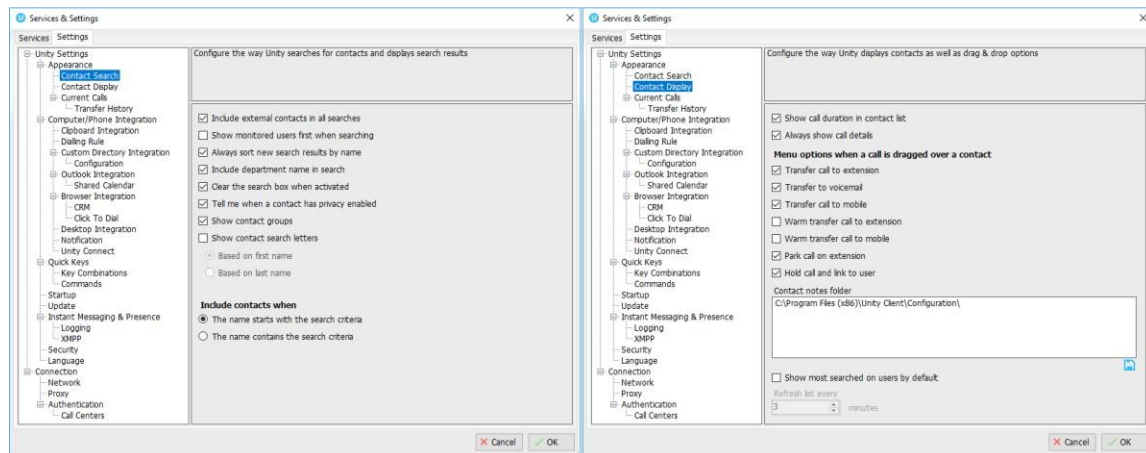 Services & Settings
Services Settings
Unity Settings
Appearance
Contact Search
Contact Display
Current Calls
Transfer History
Computer/Phone Integration
Clipboard Integration
Dialing Rule
Custom Directory Integration
Configuration
Outlook Integration
Shared Calendar
Browser Integration
CRM
Click To Dial
Desktop Integration
Notification
Unity Connect
Quick Keys
Key Combinations
Commands
Startup
Update
Instant Messaging & Presence
Logging
XMPP
Security
Language
Connection
Network
Proxy
Authentication
Call Centers
Configure the way Unity searches for contacts and displays search results
Include external contacts in all searches
Show monitored users first when searching
Always sort new search results by name
Include department name in search
Clear the search box when activated
Tell me when a contact has privacy enabled
Show contact groups
Show contact search letters
Based on first name
Based on last name
Include contacts when
The name starts with the search criteria
The name contains the search criteria
Cancel OK
Services & Settings
Services Settings
Unity Settings
Appearance
Contact Search
Contact Display
Current Calls
Transfer History
Computer/Phone Integration
Clipboard Integration
Dialing Rule
Custom Directory Integration
Configuration
Outlook Integration
Shared Calendar
Browser Integration
CRM
Click To Dial
Desktop Integration
Notification
Unity Connect
Quick Keys
Key Combinations
Commands
Startup
Update
Instant Messaging & Presence
Logging
XMPP
Security
Language
Connection
Network
Proxy
Authentication
Call Centers
Configure the way Unity displays contacts as well as drag & drop options
Show call duration in contact list
Always show call details
Menu options when a call is dragged over a contact
Transfer call to extension
Transfer to voicemail
Transfer call to mobile
Warm transfer call to extension
Warm transfer call to mobile
Park call on extension
Hold call and link to user
Contact notes folder
C:\Program Files (x86)\Unity Client\Configuration\
Show most searched on users by default
Refresh list every
3 minutes
Cancel OK